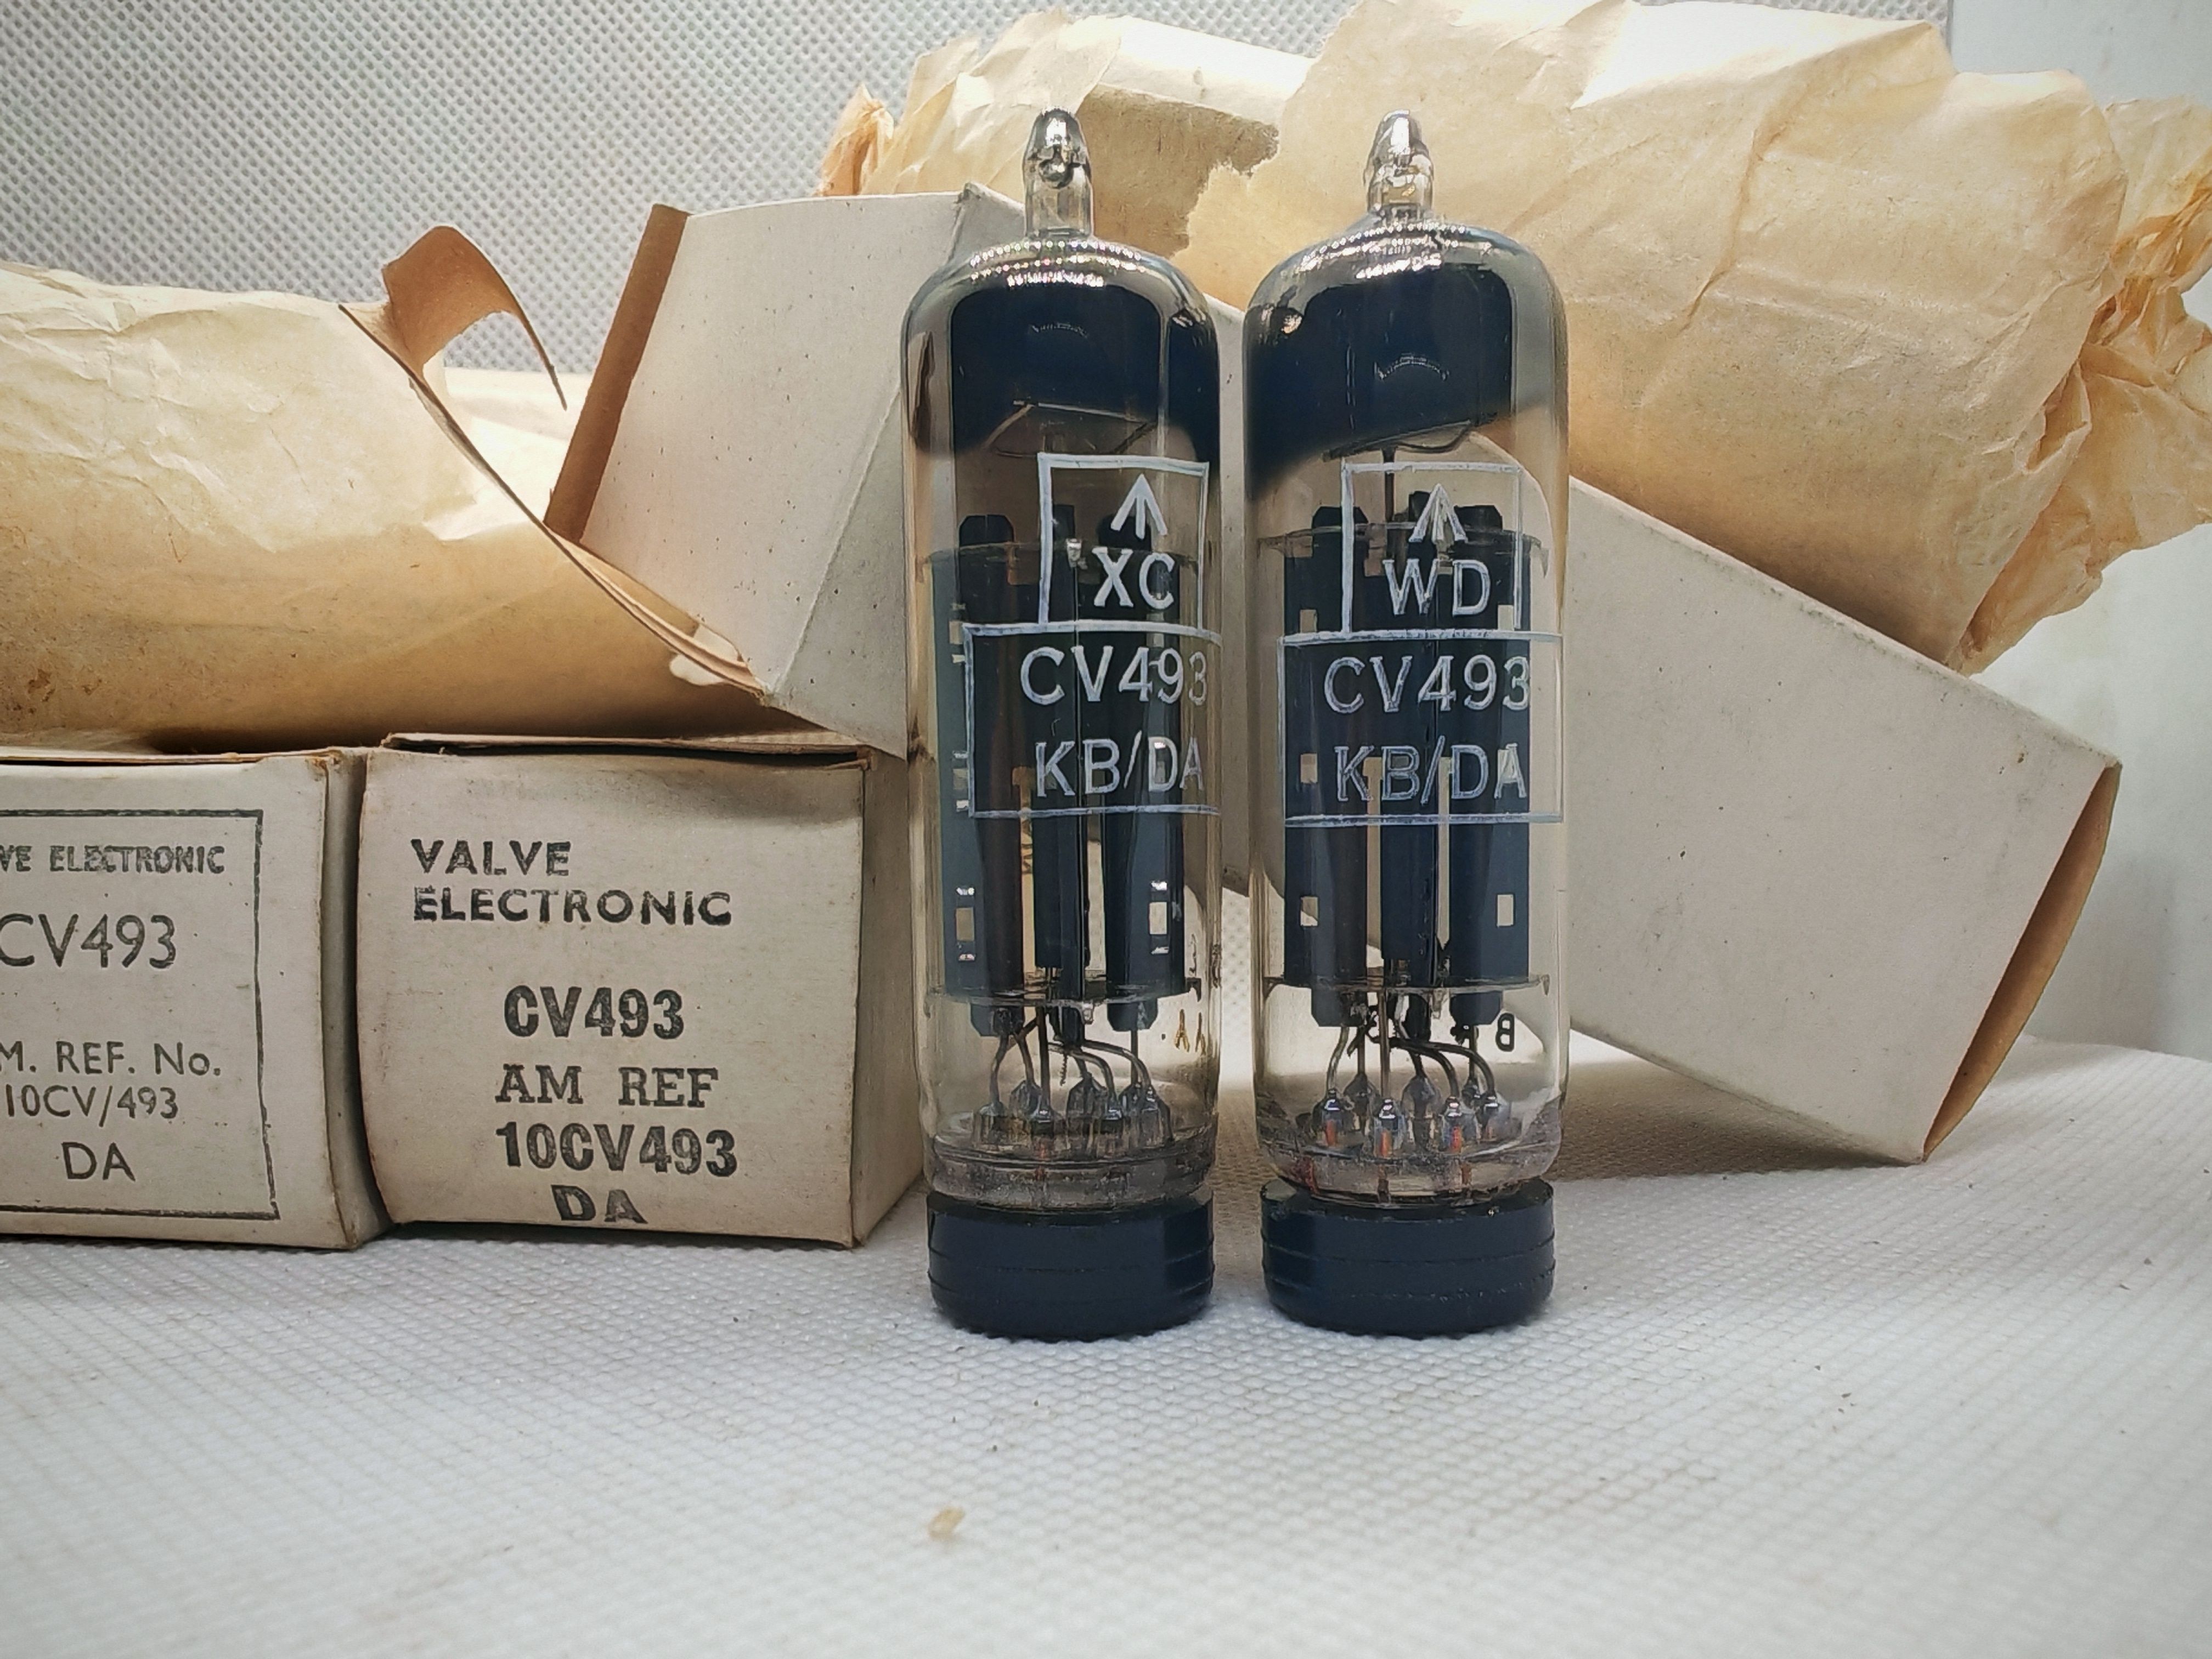 VE ELECTRONIC
CV493
M. REF. No.
10CV/493
DA
VALVE
ELECTRONIC
CV493
AM REF
10CV493
DA
XC
CV493
KB/DA
WD
CV493
KB/DA
B